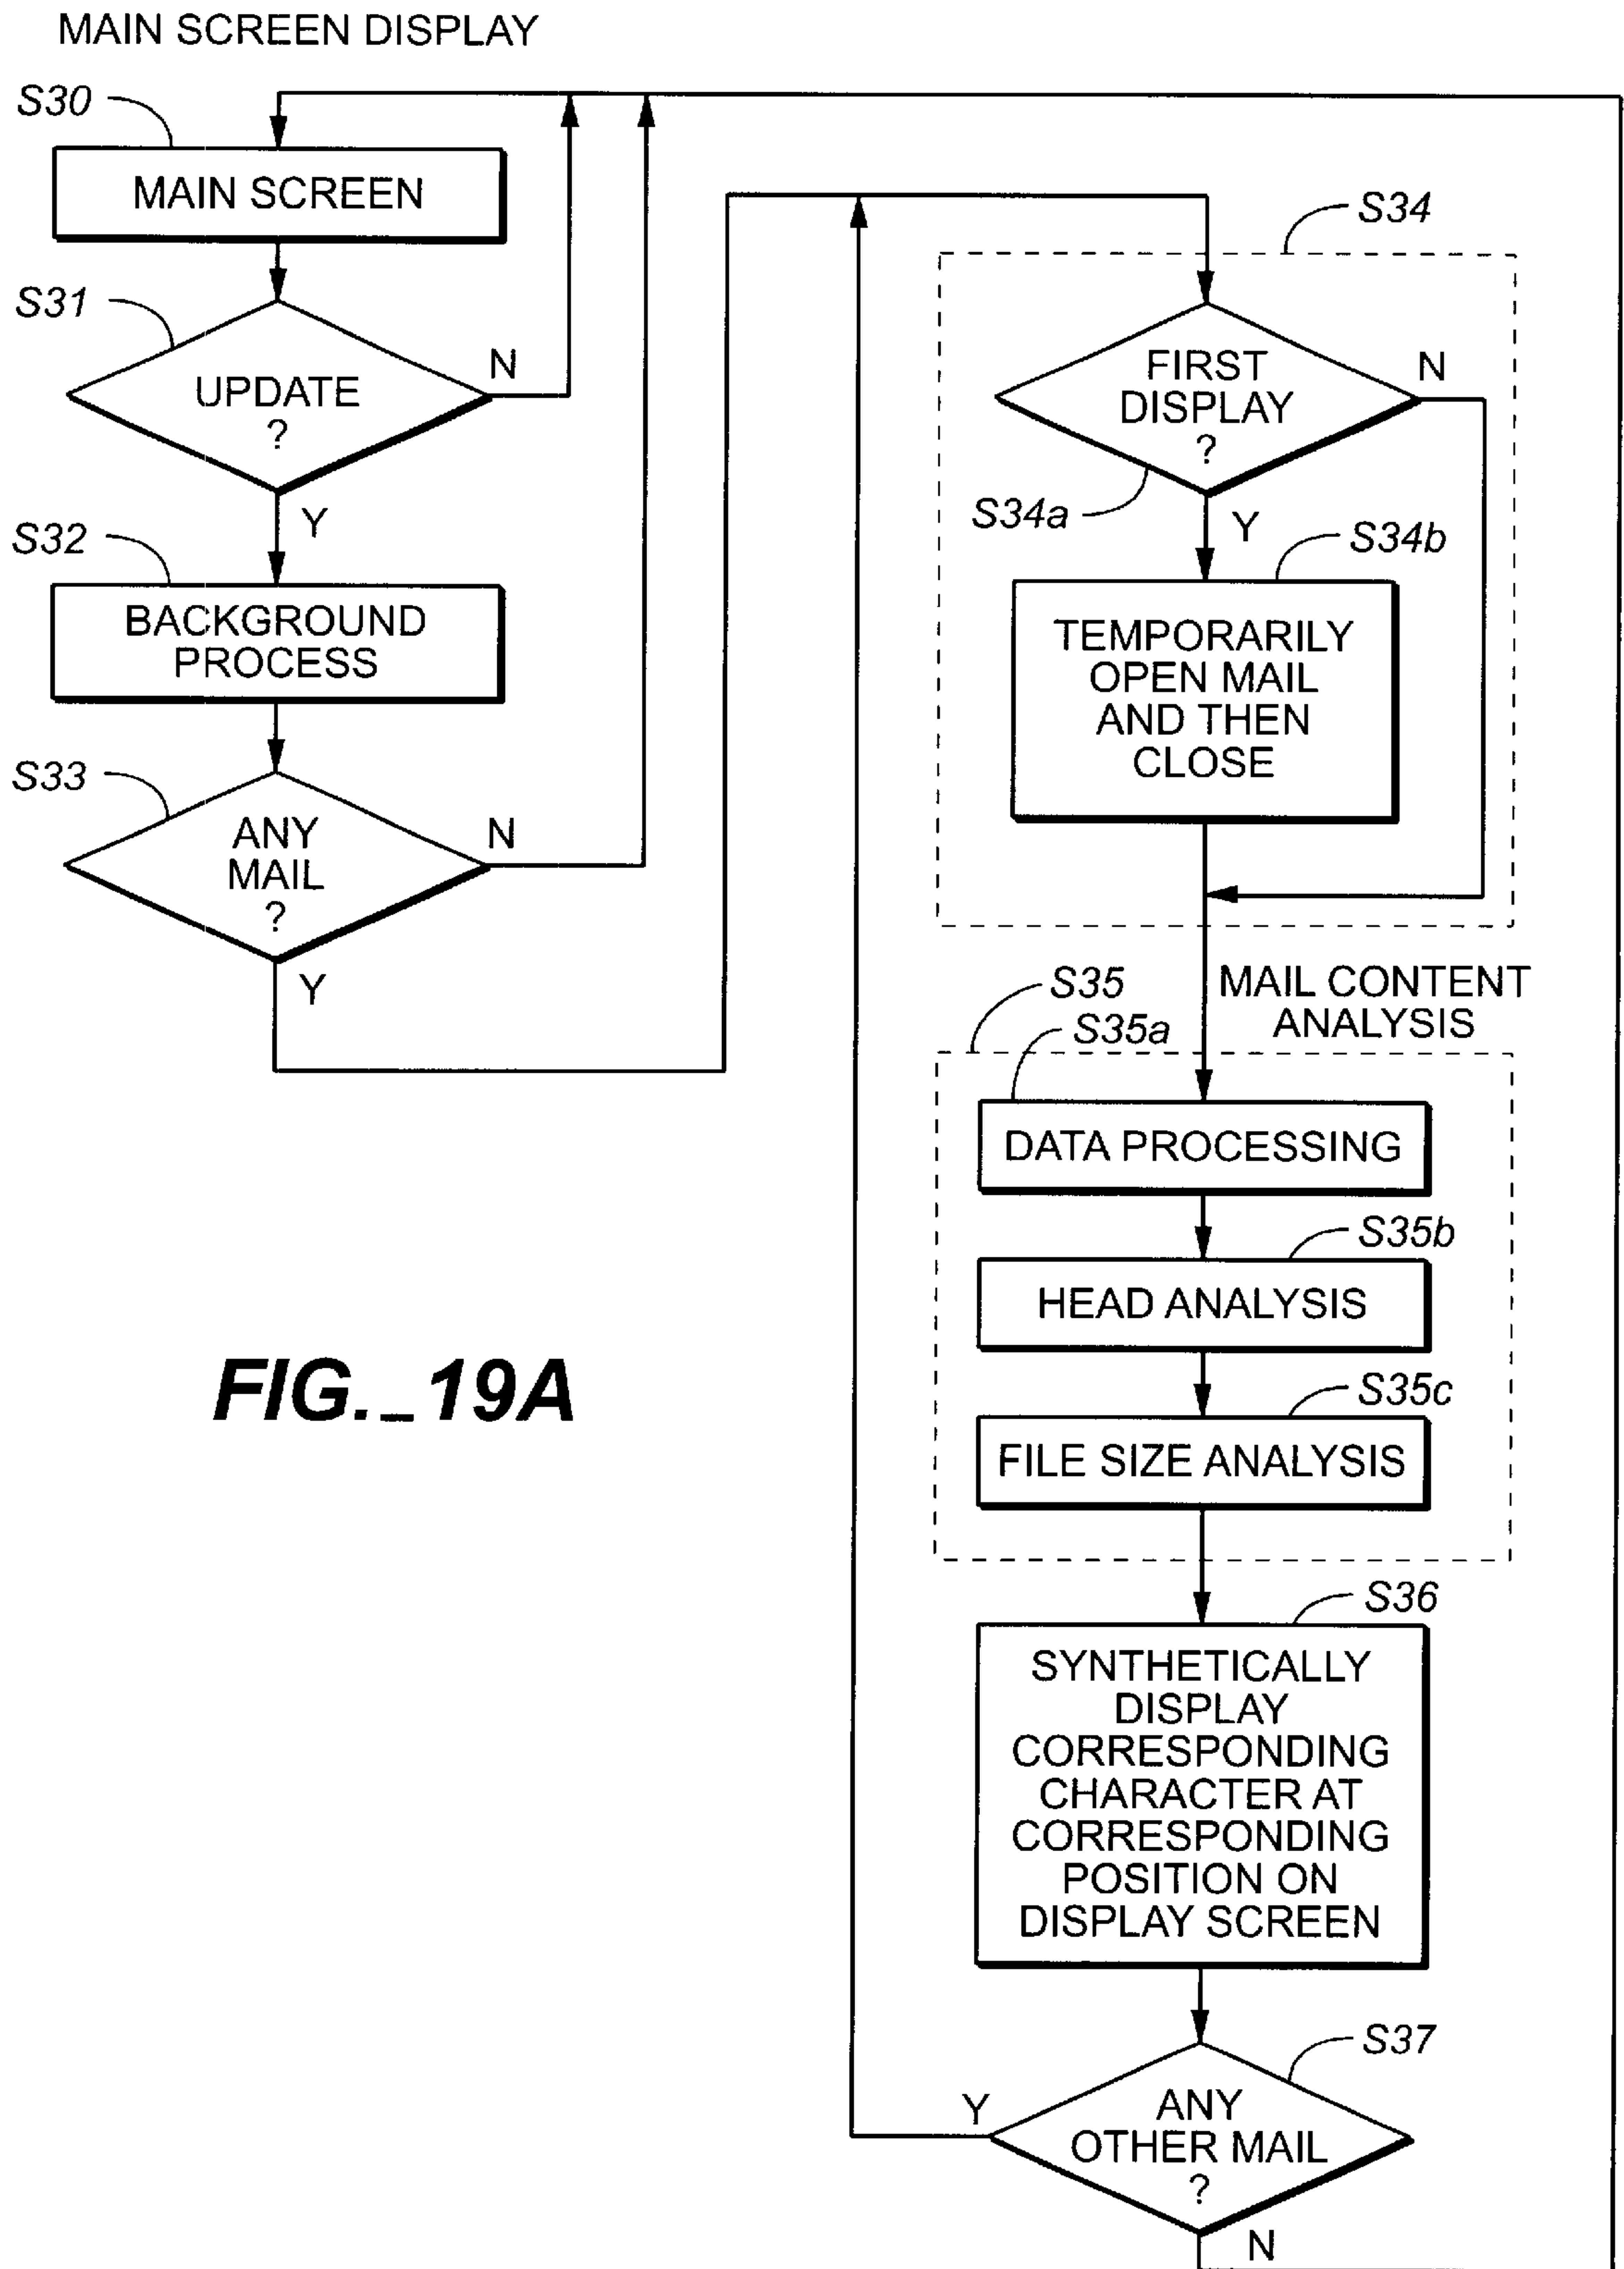 MAIN SCREEN DISPLAY
S30
MAIN SCREEN
S31
UPDATE
?
N
Y
S32
BACKGROUND
PROCESS
S33
ANY
MAIL
?
N
Y
S34
FIRST
DISPLAY
?
N
S34a
Y
S34b
TEMPORARILY
OPEN MAIL
AND THEN
CLOSE
MAIL CONTENT
ANALYSIS
S35
S35a
DATA PROCESSING
S35b
HEAD ANALYSIS
S35c
FILE SIZE ANALYSIS
S36
SYNTHETICALLY
DISPLAY
CORRESPONDING
CHARACTER AT
CORRESPONDING
POSITION ON
DISPLAY SCREEN
S37
ANY
OTHER MAIL
?
Y
N
FIG._19A